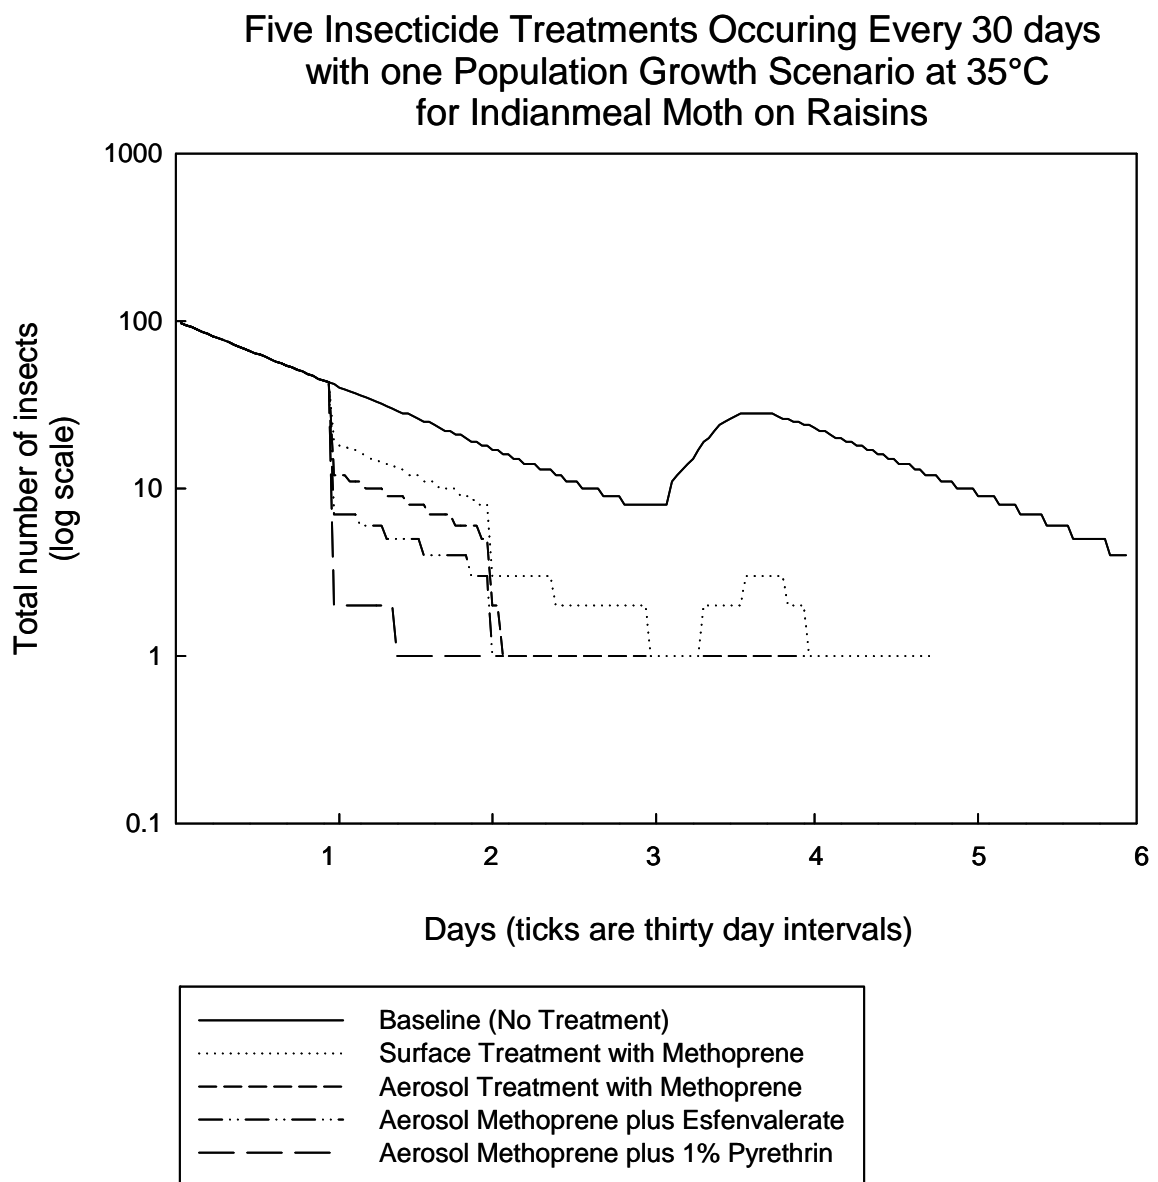 Five Insecticide Treatments Occuring Every 30 days
with one Population Growth Scenario at 35°C
for Indianmeal Moth on Raisins
1000
100
10
1
0.1
Total number of insects
(log scale)
1 2 3 4 5 6
Days (ticks are thirty day intervals)
Baseline (No Treatment)
Surface Treatment with Methoprene
Aerosol Treatment with Methoprene
Aerosol Methoprene plus Esfenvalerate
Aerosol Methoprene plus 1% Pyrethrin